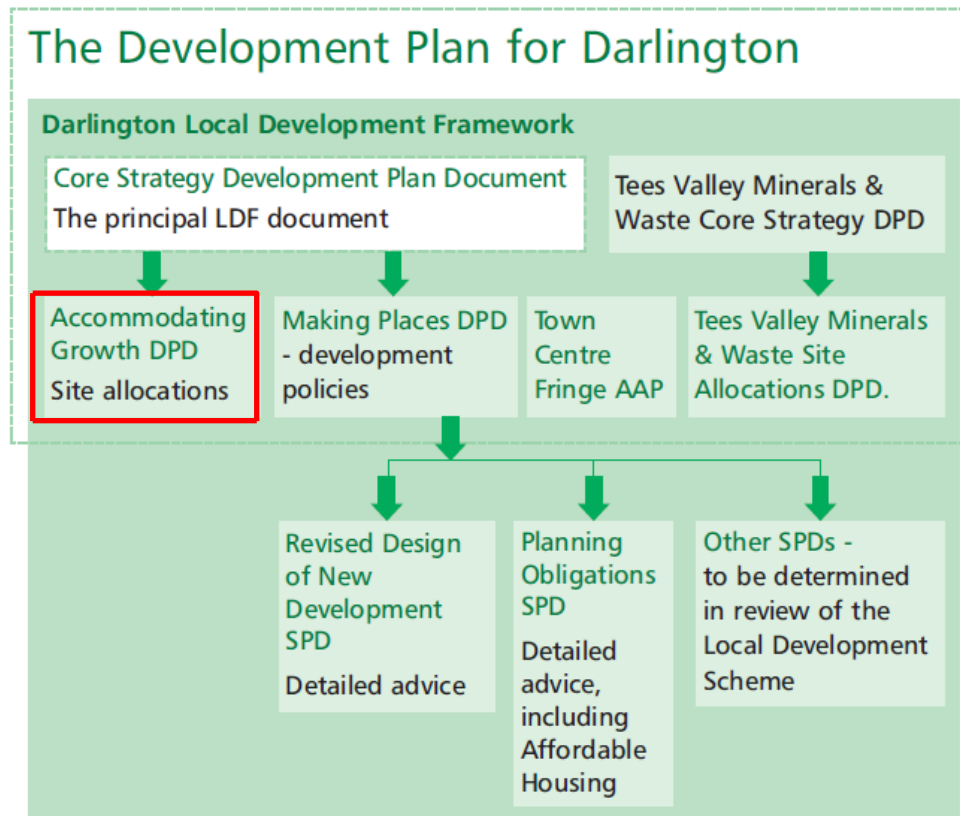 The Development Plan for Darlington
Darlington Local Development Framework
Core Strategy Development Plan Document
The principal LDF document
Tees Valley Minerals &
Waste Core Strategy DPD
Accommodating
Growth DPD
Site allocations
Making Places DPD
- development
policies
Town
Centre
Fringe AAP
Tees Valley Minerals
& Waste Site
Allocations DPD.
Revised Design
of New
Development
SPD
Detailed advice
Planning
Obligations
SPD
Detailed
advice,
including
Affordable
Housing
Other SPDs -
to be determined
in review of the
Local Development
Scheme